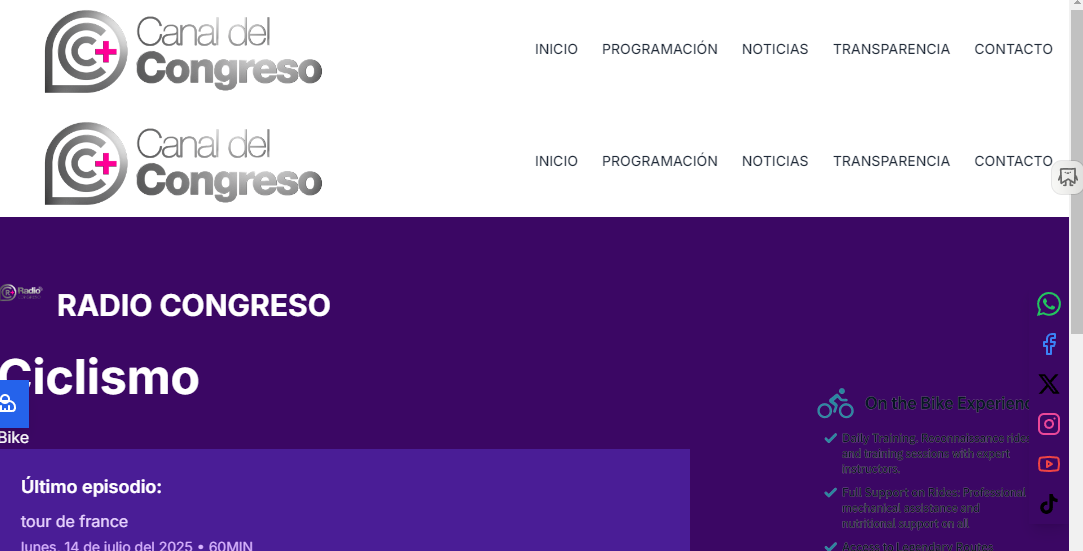 Canal del
Congreso
INICIO PROGRAMACIÓN NOTICIAS TRANSPARENCIA CONTACTO
Canal del
Congreso
INICIO PROGRAMACIÓN NOTICIAS TRANSPARENCIA CONTACTO
Radio
RADIO CONGRESO
Ciclismo
Bike
Último episodio:
tour de france
lunes, 14 de julio del 2025 • 60MIN
On the Bike Experienc
Daily Training. Reconnaissance rides
and training sessions with expert
instructors.
Full Support on Rides: Professional
mechanical assistance and
nutritional support on all
Access to Legendary Routes